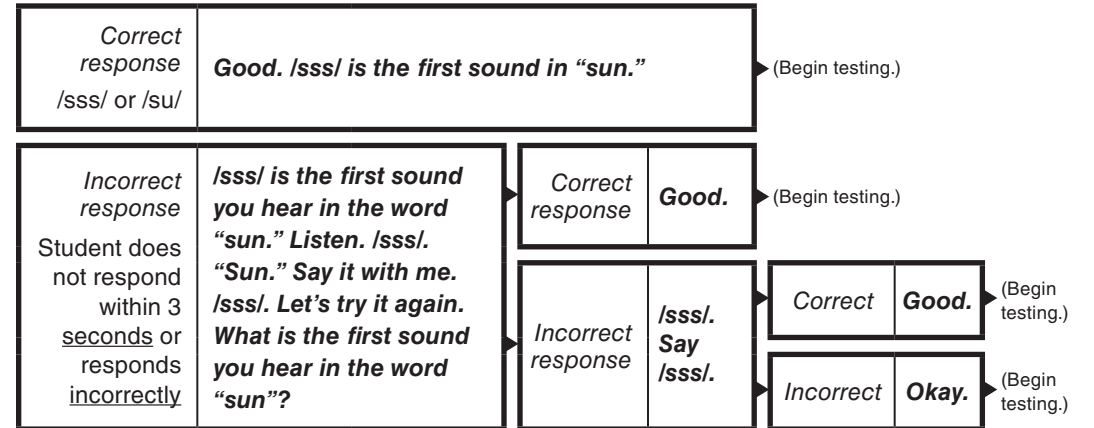 Correct
response
/sss/ or /su/
Good. /sss/ is the first sound in “sun.”
(Begin testing.)
Incorrect
response
Student does
not respond
within 3
seconds or
responds
incorrectly
/sss/ is the first sound
you hear in the word
“sun.” Listen. /sss/.
“Sun.” Say it with me.
/sss/. Let’s try it again.
What is the first sound
you hear in the word
“sun”?
Correct
response
Good.
(Begin testing.)
Incorrect
response
/sss/.
Say
/sss/.
Correct
Good.
(Begin
testing.)
Incorrect
Okay.
(Begin
testing.)